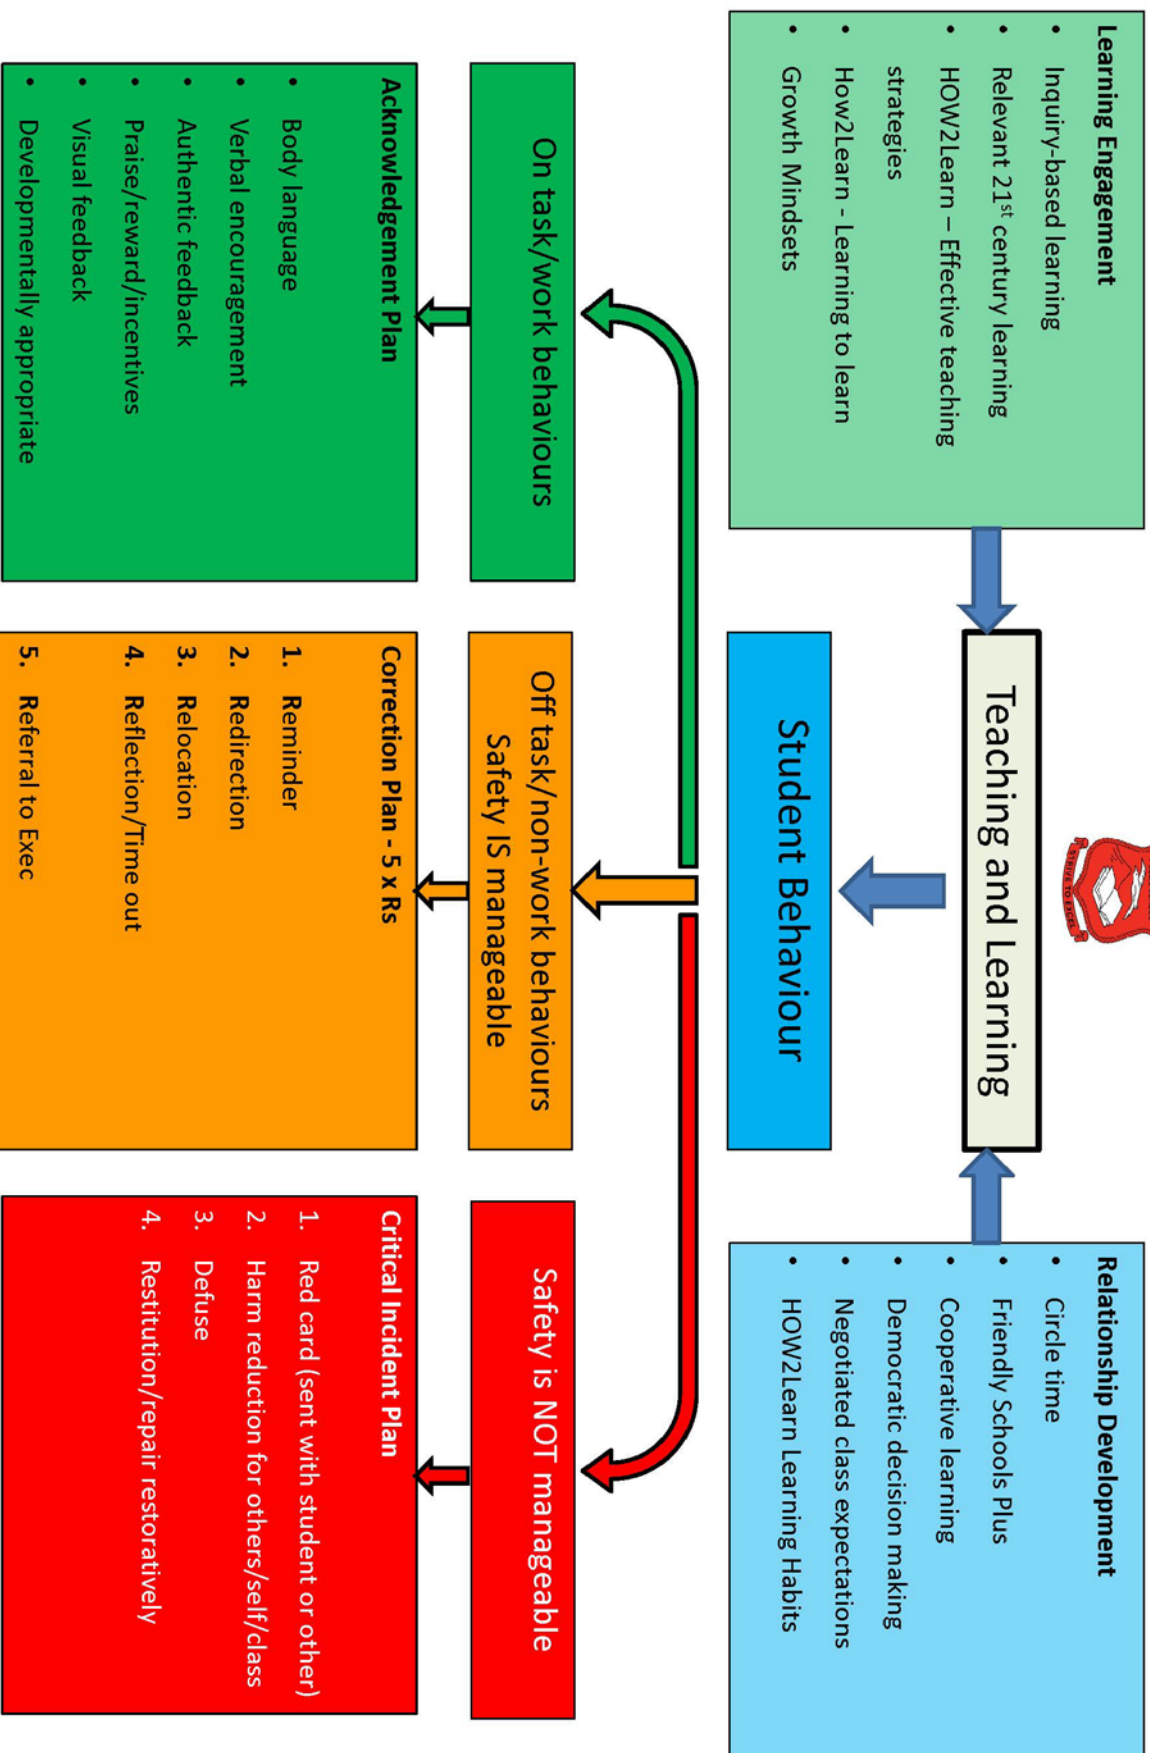 STRIVE TO EXCEL
Learning Engagement
• Inquiry-based learning
• Relevant 21st century learning
• HOW2Learn – Effective teaching
strategies
• How2Learn - Learning to learn
• Growth Mindsets
Teaching and Learning
Relationship Development
• Circle time
• Friendly Schools Plus
• Cooperative learning
• Democratic decision making
• Negotiated class expectations
• HOW2Learn Learning Habits
Student Behaviour
On task/work behaviours
Off task/non-work behaviours
Safety IS manageable
Safety is NOT manageable
Acknowledgement Plan
• Body language
• Verbal encouragement
• Authentic feedback
• Praise/reward/incentives
• Visual feedback
• Developmentally appropriate
Correction Plan - 5 x Rs
1. Reminder
2. Redirection
3. Relocation
4. Reflection/Time out
5. Referral to Exec
Critical Incident Plan
1. Red card (sent with student or other)
2. Harm reduction for others/self/class
3. Defuse
4. Restitution/repair restoratively